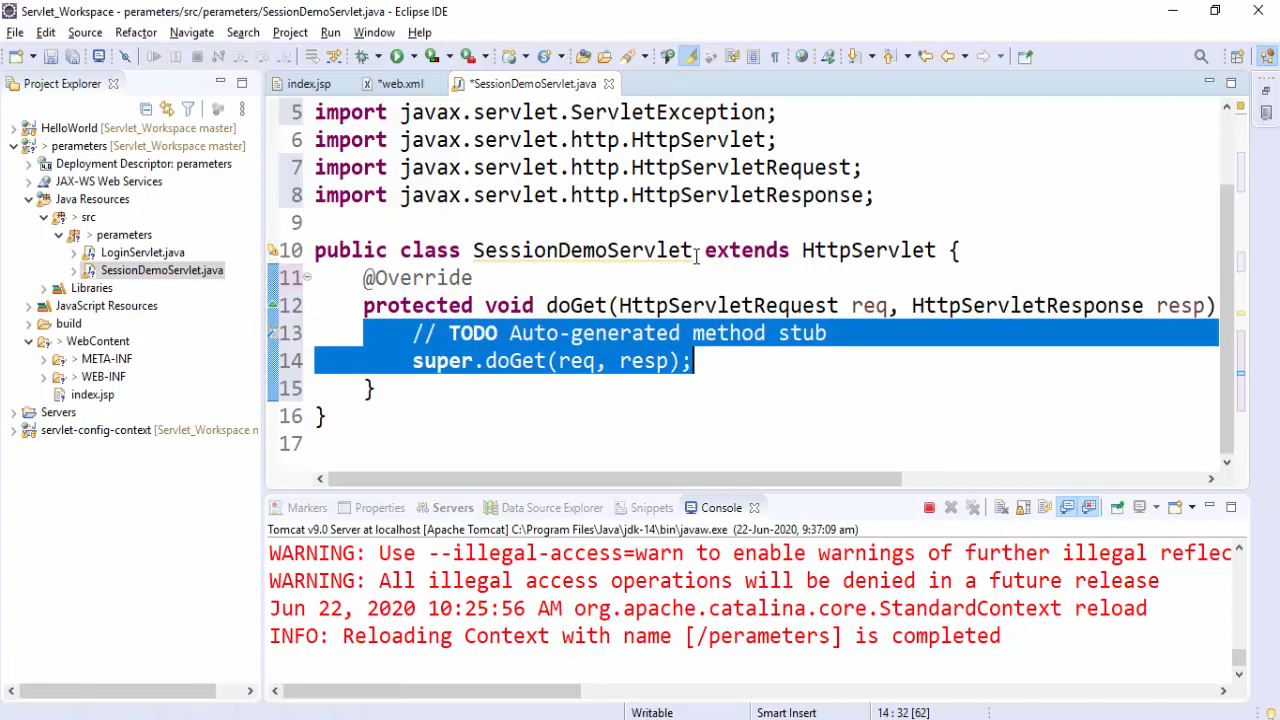 Servlet_Workspace - perameters/src/perameters/SessionDemoServlet.java - Eclipse IDE
File Edit Source Refactor Navigate Search Project Run Window Help
Project Explorer
index.jsp
*web.xml
*SessionDemoServlet.java
HelloWorld [Servlet_Workspace master]
> perameters [Servlet_Workspace master]
> Deployment Descriptor: perameters
> JAX-WS Web Services
Java Resources
> src
> perameters
> LoginServlet.java
> SessionDemoServlet.java
Libraries
> JavaScript Resources
> build
> WebContent
META-INF
> WEB-INF
> index.jsp
Servers
> servlet-config-context [Servlet_Workspace n
5 import javax.servlet.ServletException;
6 import javax.servlet.http.HttpServlet;
7 import javax.servlet.http.HttpServletRequest;
8 import javax.servlet.http.HttpServletResponse;
9
10 public class SessionDemoServlet extends HttpServlet {
11 @Override
12 protected void doGet(HttpServletRequest req, HttpServletResponse resp)
13 // TODO Auto-generated method stub
14 super.doGet(req, resp);
15 }
16 }
17
Markers Properties Servers Data Source Explorer Snippets Console
Tomcat v9.0 Server at localhost [Apache Tomcat] C:\Program Files\Java\jdk-14\bin\javaw.exe (22-Jun-2020, 9:37:09 am)
WARNING: Use --illegal-access=warn to enable warnings of further illegal reflec
WARNING: All illegal access operations will be denied in a future release
Jun 22, 2020 10:25:56 AM org.apache.catalina.core.StandardContext reload
INFO: Reloading Context with name [/perameters] is completed
Writable
Smart Insert
14 : 32 [62]